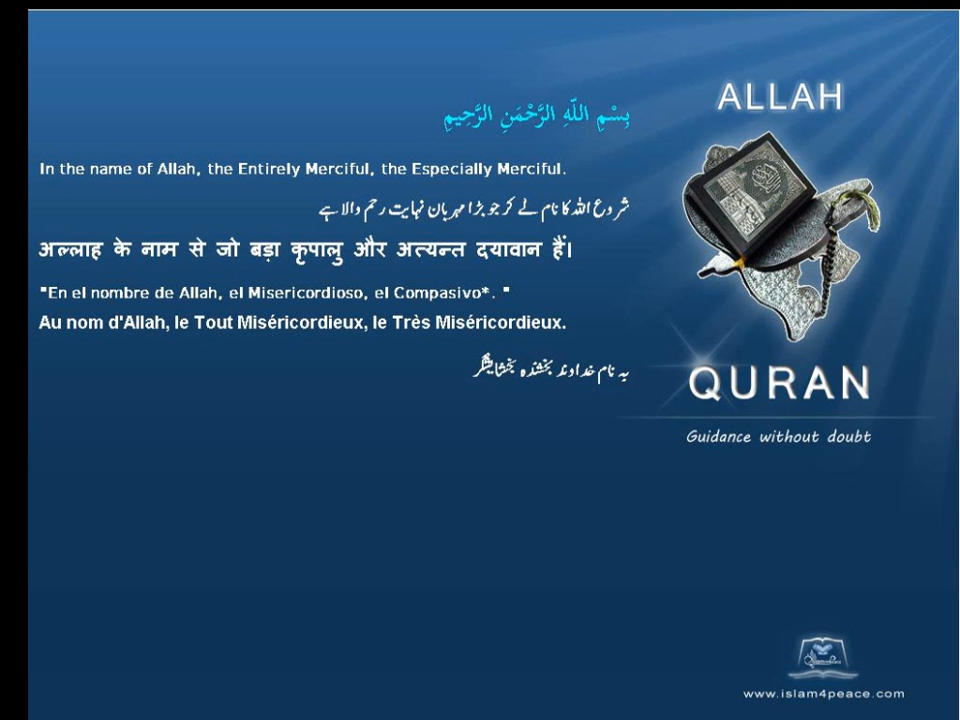 بِسْمِ اللّهِ الرَّحْمَنِ الرَّحِيمِ
In the name of Allah, the Entirely Merciful, the Especially Merciful.
شروع اللہ کا نام لے کر جو بڑا مہربان نہایت رحم والا ہے
अल्लाह के नाम से जो बड़ा कृपालु और अत्यन्त दयावान हैं।
"En el nombre de Allah, el Misericordioso, el Compasivo*. "
Au nom d'Allah, le Tout Miséricordieux, le Très Miséricordieux.
به نام خداوند بخشنده بخشایشگر
ALLAH
QURAN
Guidance without doubt
www.islam4peace.com